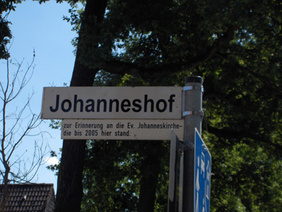 Johanneshof
zur Erinnerung an die Ev. Johanneskirche-
die bis 2005 hier stand.